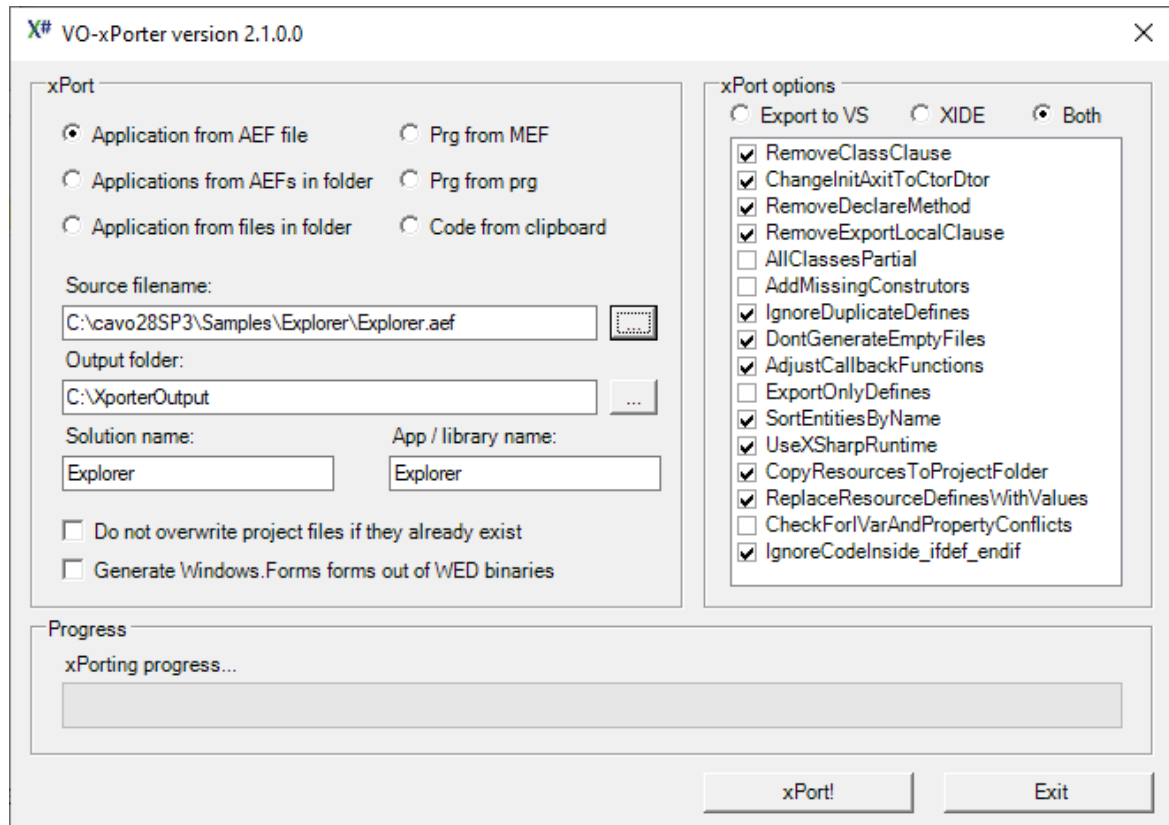 X# VO-xPorter version 2.1.0.0
xPort
Application from AEF file
Prg from MEF
Applications from AEFs in folder
Prg from prg
Application from files in folder
Code from clipboard
Source filename:
C:\cavo28SP3\Samples\Explorer\Explorer.aef
...
Output folder:
C:\XporterOutput
...
Solution name:
App / library name:
Explorer
Explorer
Do not overwrite project files if they already exist
Generate Windows.Forms forms out of WED binaries
xPort options
Export to VS
XIDE
Both
RemoveClassClause
ChangeInitAxitToCtorDtor
RemoveDeclareMethod
RemoveExportLocalClause
AllClassesPartial
AddMissingConstrutors
IgnoreDuplicateDefines
DontGenerateEmptyFiles
AdjustCallbackFunctions
ExportOnlyDefines
SortEntitiesByName
UseXSharpRuntime
CopyResourcesToProjectFolder
ReplaceResourceDefinesWithValues
CheckForIVarAndPropertyConflicts
IgnoreCodeInside_ifdef_endif
Progress
xPorting progress...
xPort!
Exit